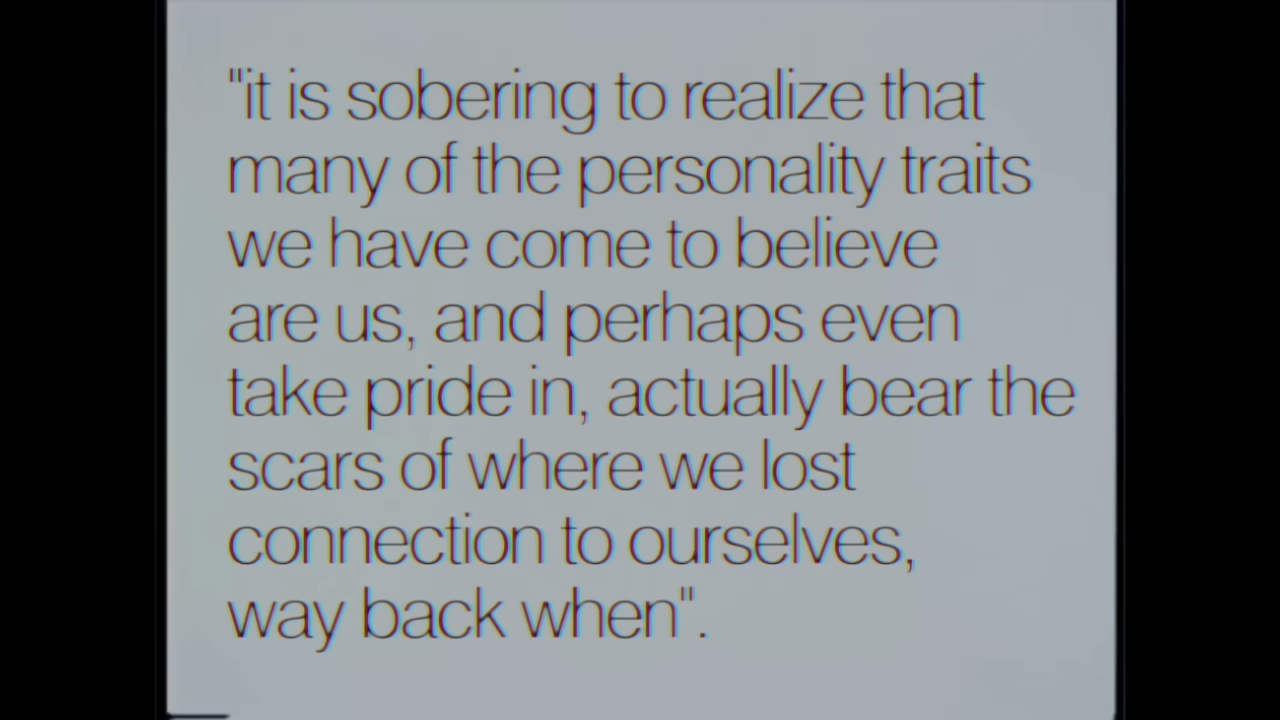 "it is sobering to realize that
many of the personality traits
we have come to believe
are us, and perhaps even
take pride in, actually bear the
scars of where we lost
connection to ourselves,
way back when".